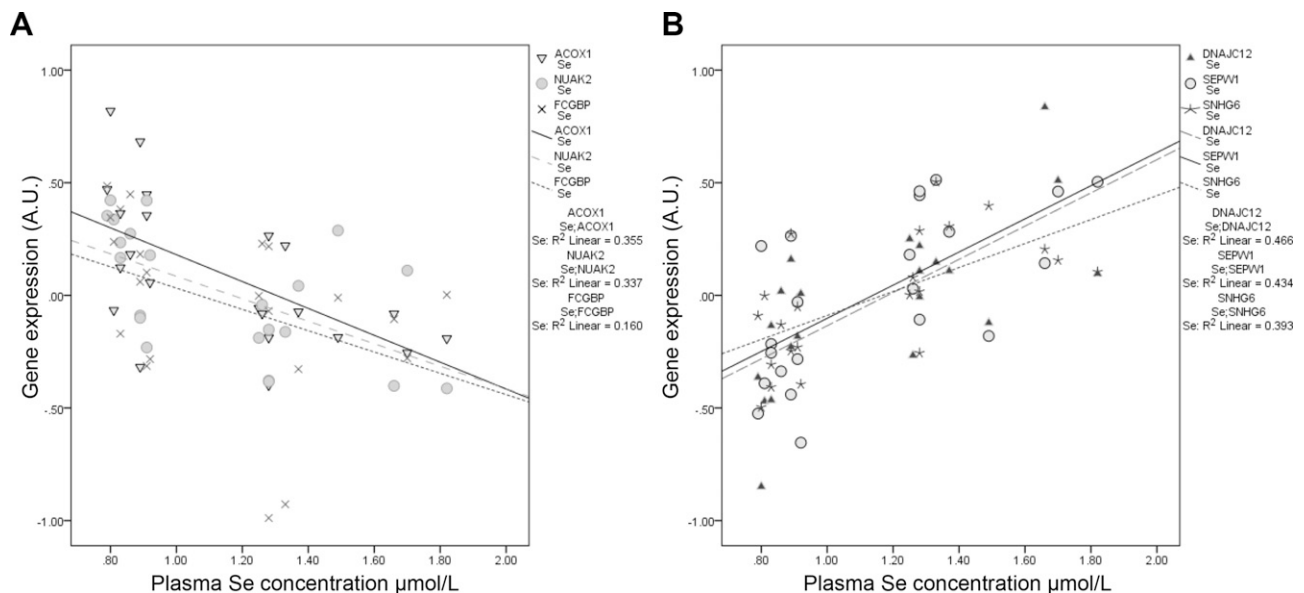 A
1.00
.50
.00
-.50
-1.00
Gene expression (A.U.)
.80 1.00 1.20 1.40 1.60 1.80 2.00
Plasma Se concentration μmol/L
ACOX1
Se
NUAK2
Se
FCGBP
Se
ACOX1
Se
NUAK2
Se
FCGBP
Se
ACOX1
Se;ACOX1
Se: R² Linear = 0.355
NUAK2
Se;NUAK2
Se: R² Linear = 0.337
FCGBP
Se;FCGBP
Se: R² Linear = 0.160
B
1.00
.50
.00
-.50
-1.00
Gene expression (A.U.)
.80 1.00 1.20 1.40 1.60 1.80 2.00
Plasma Se concentration μmol/L
DNAJC12
Se
SEPW1
Se
SNHG6
Se
DNAJC12
Se
SEPW1
Se
SNHG6
Se
DNAJC12
Se;DNAJC12
Se: R² Linear = 0.466
SEPW1
Se;SEPW1
Se: R² Linear = 0.434
SNHG6
Se;SNHG6
Se: R² Linear = 0.393